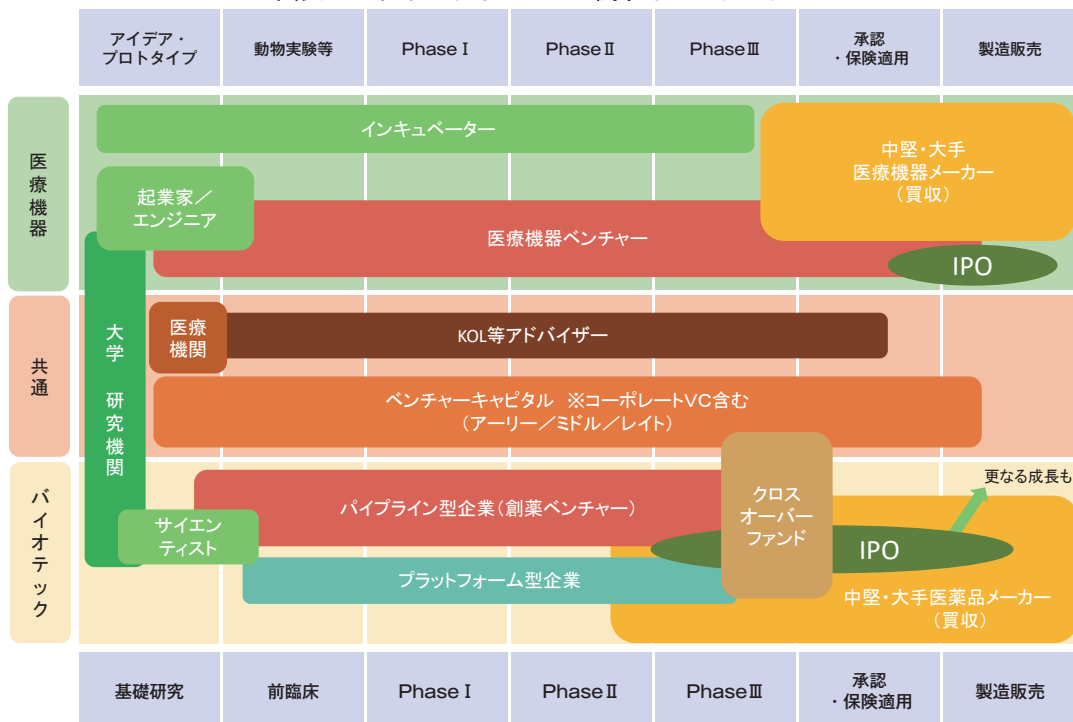 アイデア・
プロトタイプ
動物実験等
Phase Ⅰ
Phase Ⅱ
Phase Ⅲ
承認
・保険適用
製造販売
医療機器
インキュベーター
中堅・大手
医療機器メーカー
(買収)
起業家／
エンジニア
医療機器ベンチャー
IPO
共通
大学 研究機関
医療
機関
KOL等アドバイザー
ベンチャーキャピタル ※コーポレートVC含む
(アーリー／ミドル／レイト)
バイオテック
パイプライン型企業(創薬ベンチャー)
クロス
オーバー
ファンド
更なる成長も
サイエン
ティスト
IPO
プラットフォーム型企業
中堅・大手医薬品メーカー
(買収)
基礎研究
前臨床
Phase Ⅰ
Phase Ⅱ
Phase Ⅲ
承認
・保険適用
製造販売